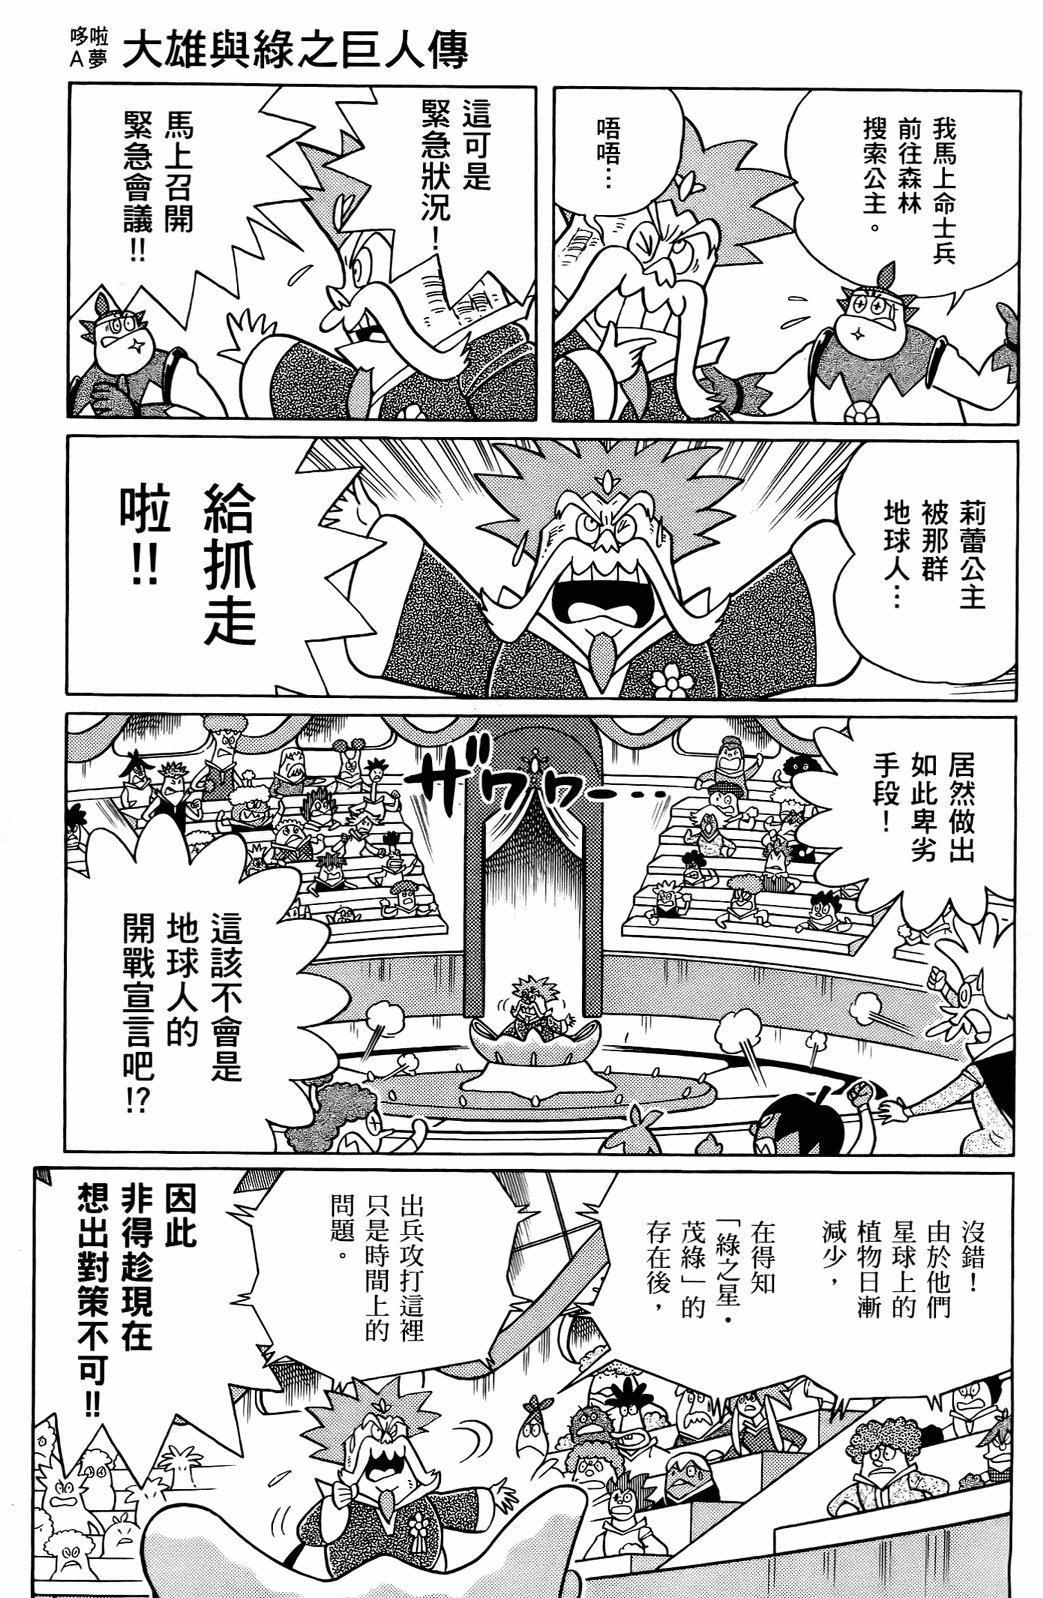 哆啦
A夢
大雄與綠之巨人傳
我馬上命士兵
前往森林
搜索公主。
唔唔…
這可是
緊急狀況！
馬上召開
緊急會議!!
莉蕾公主
被那群
地球人…
給抓走
啦!!
居然做出
如此卑劣
手段！
ザワワー…
這該不會是
地球人的
開戰宣言吧!?
沒錯！
由於他們
星球上的
植物日漸
減少，
在得知
「綠之星・
茂綠」的
存在後，
出兵攻打這裡
只是時間上的
問題。
因此
非得趁現在
想出對策不可!!